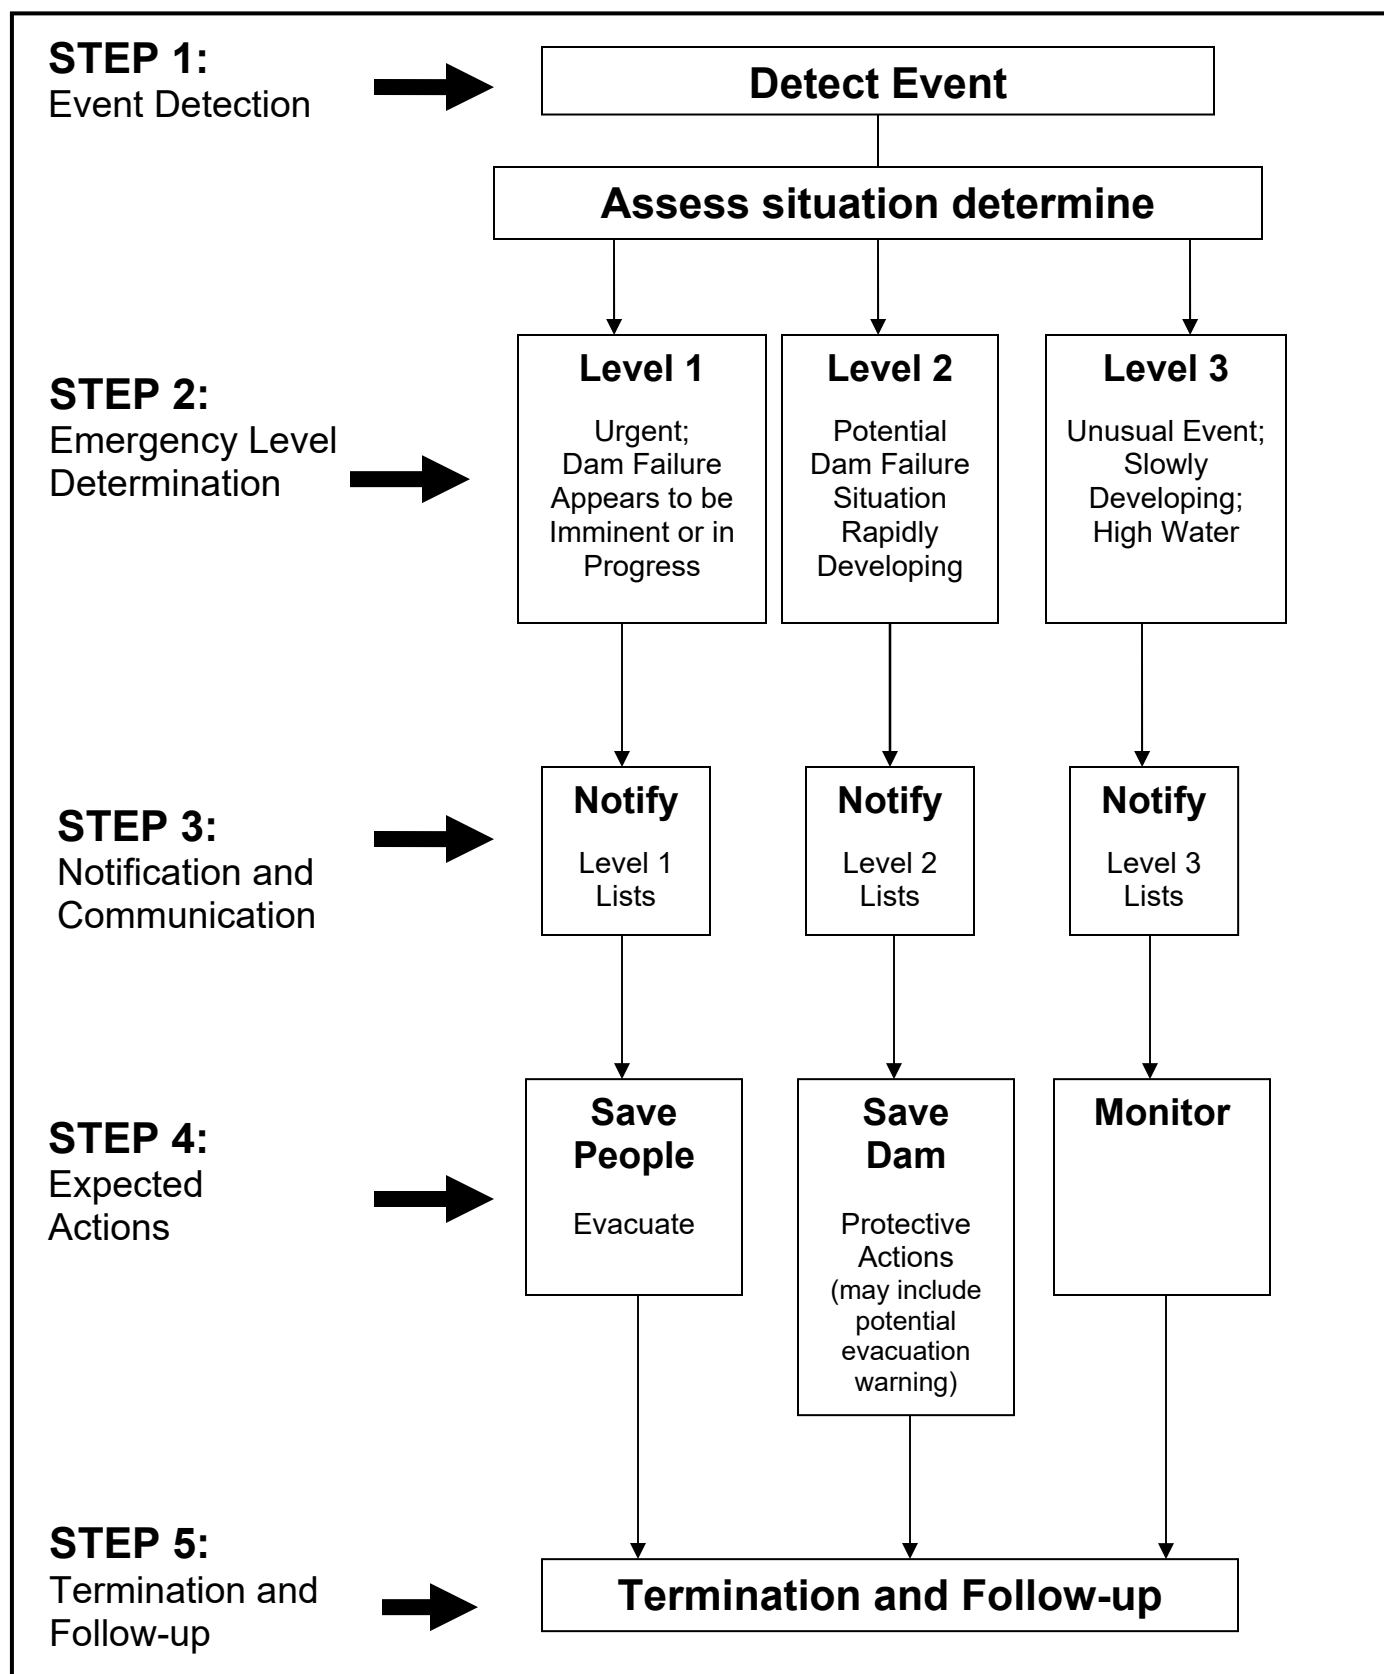 STEP 1:
Event Detection
Detect Event
Assess situation determine
STEP 2:
Emergency Level
Determination
Level 1
Urgent;
Dam Failure
Appears to be
Imminent or in
Progress
Level 2
Potential
Dam Failure
Situation
Rapidly
Developing
Level 3
Unusual Event;
Slowly
Developing;
High Water
STEP 3:
Notification and
Communication
Notify
Level 1
Lists
Notify
Level 2
Lists
Notify
Level 3
Lists
STEP 4:
Expected
Actions
Save
People
Evacuate
Save
Dam
Protective
Actions
(may include
potential
evacuation
warning)
Monitor
STEP 5:
Termination and
Follow-up
Termination and Follow-up